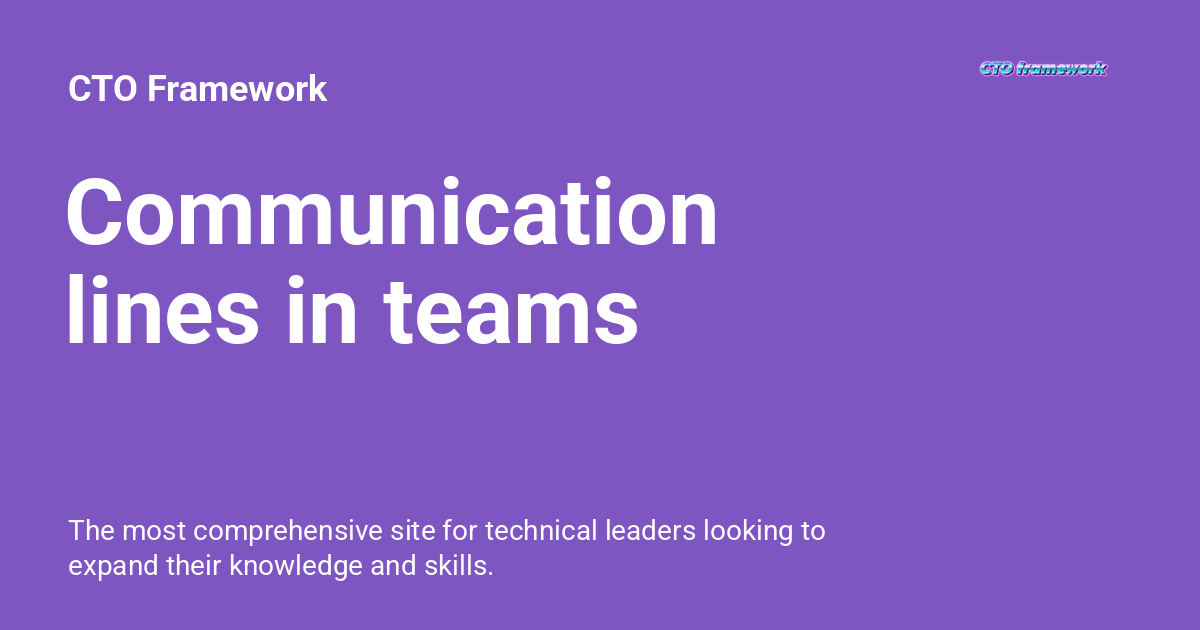 CTO Framework
CTO framework
Communication
lines in teams
The most comprehensive site for technical leaders looking to
expand their knowledge and skills.